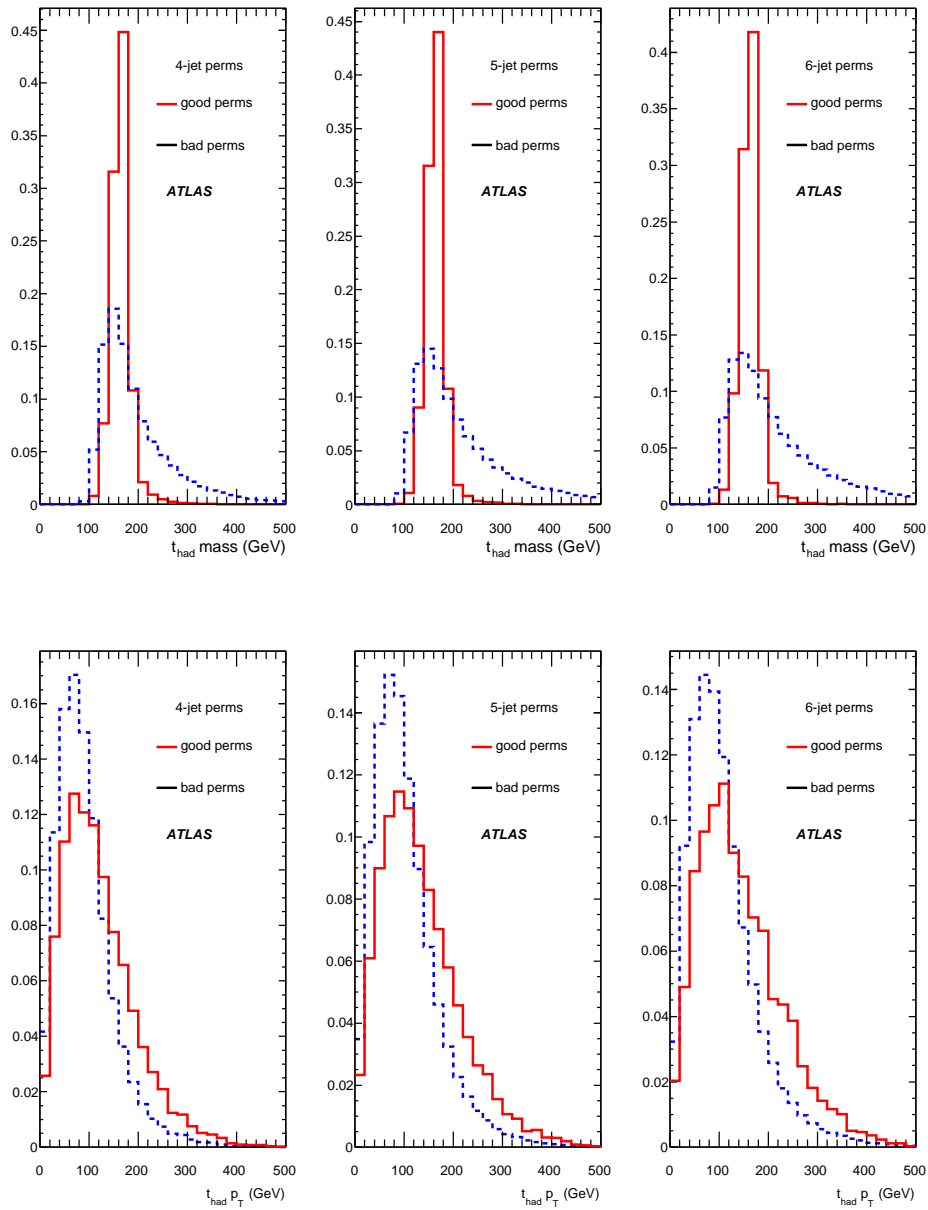 0.45
0.4
0.35
0.3
0.25
0.2
0.15
0.1
0.05
0
4-jet perms
good perms
bad perms
ATLAS
0 100 200 300 400 500
t_had mass (GeV)
0.45
0.4
0.35
0.3
0.25
0.2
0.15
0.1
0.05
0
5-jet perms
good perms
bad perms
ATLAS
0 100 200 300 400 500
t_had mass (GeV)
0.4
0.35
0.3
0.25
0.2
0.15
0.1
0.05
0
6-jet perms
good perms
bad perms
ATLAS
0 100 200 300 400 500
t_had mass (GeV)
0.16
0.14
0.12
0.1
0.08
0.06
0.04
0.02
0
4-jet perms
good perms
bad perms
ATLAS
0 100 200 300 400 500
t_had p_T (GeV)
0.14
0.12
0.1
0.08
0.06
0.04
0.02
0
5-jet perms
good perms
bad perms
ATLAS
0 100 200 300 400 500
t_had p_T (GeV)
0.14
0.12
0.1
0.08
0.06
0.04
0.02
0
6-jet perms
good perms
bad perms
ATLAS
0 100 200 300 400 500
t_had p_T (GeV)